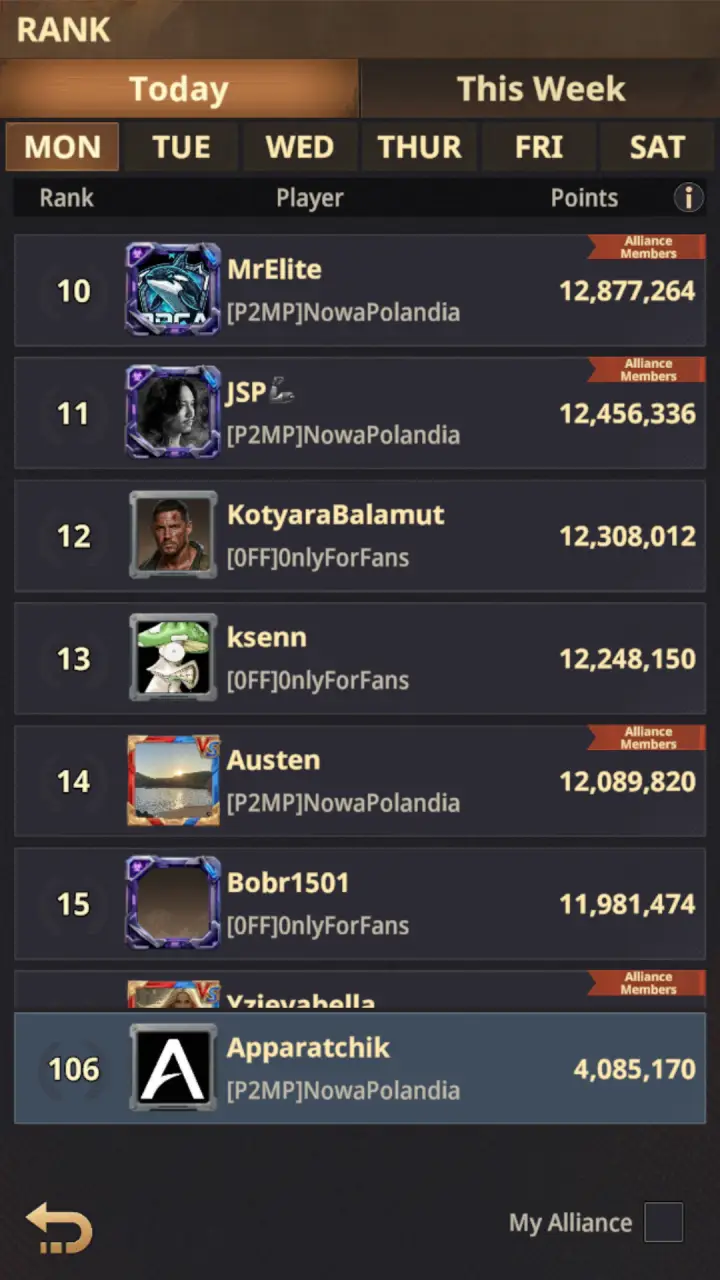 RANK
Today
This Week
MON
TUE
WED
THUR
FRI
SAT
Rank
Player
Points
Alliance
Members
10
MrElite
[P2MP]NowaPolandia
12,877,264
Alliance
Members
11
JSP🦾
[P2MP]NowaPolandia
12,456,336
12
KotyaraBalamut
[0FF]0nlyForFans
12,308,012
13
ksenn
[0FF]0nlyForFans
12,248,150
Alliance
Members
14
VS
Austen
[P2MP]NowaPolandia
12,089,820
15
Bobr1501
[0FF]0nlyForFans
11,981,474
Alliance
Members
VS
106
A
Apparatchik
[P2MP]NowaPolandia
4,085,170
My Alliance